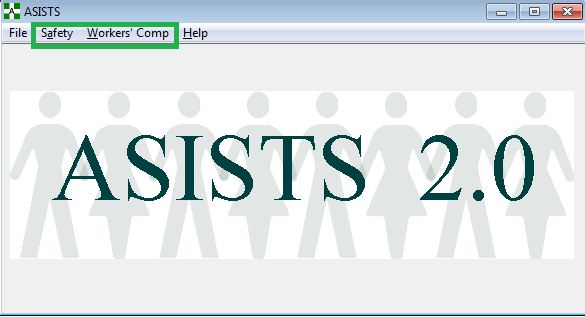 ASISTS
File Safety Workers' Comp Help
ASISTS 2.0